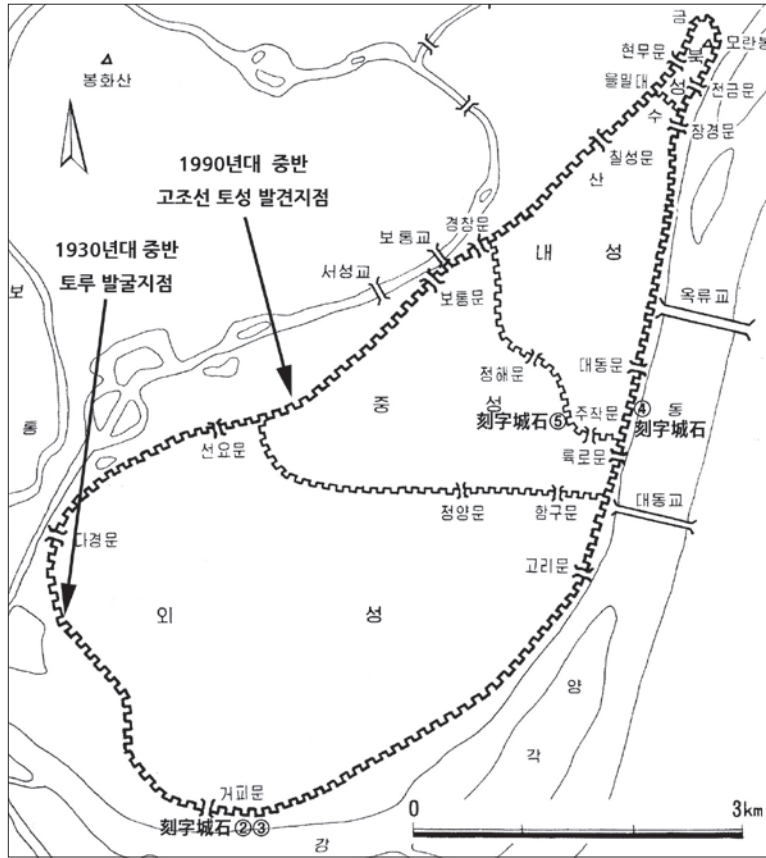 금
모란봉
현무문
북
을밀대
성
전금문
봉화산
수
장경문
칠성문
산
1990년대 중반
고조선 토성 발견지점
경창문
보통교
내 성
1930년대 중반
토루 발굴지점
서성교
보
보통문
옥류교
정해문
대동문
중 성
주작문
④
동
刻字城石⑤
刻字城石
통
선요문
륙로문
정양문
함구문
대동교
다경문
고리문
외 성
양
각
거피문
0 3km
刻字城石②③
강